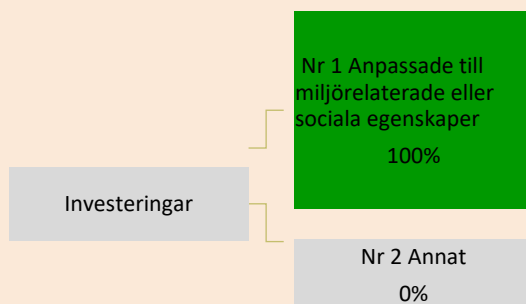 Nr 1 Anpassade till
miljörelaterade eller
sociala egenskaper
100%
Investeringar
Nr 2 Annat
0%